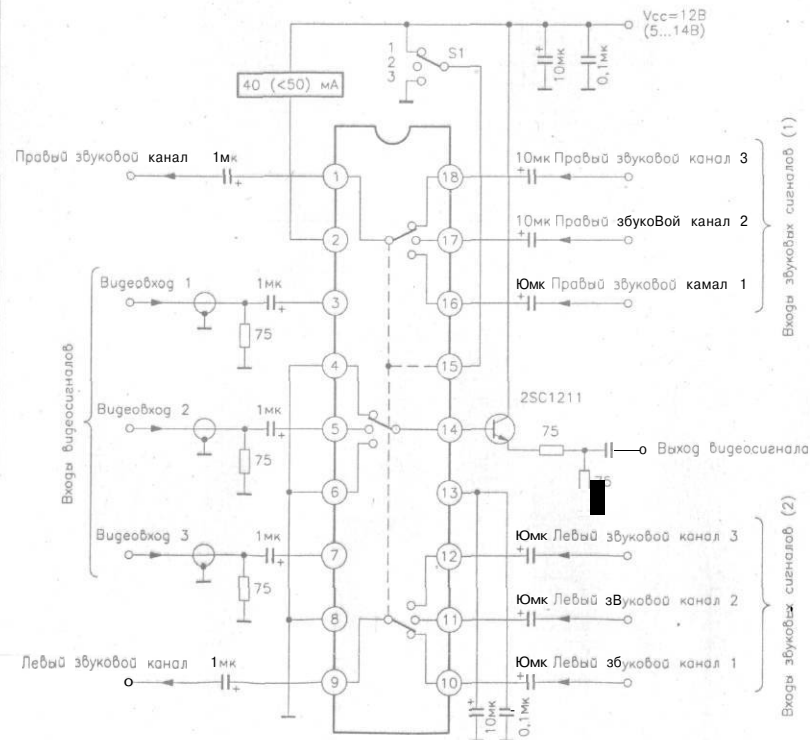 Vcc=12В
(5...14В)
1
2
3
S1
10мк
0,1мк
40 (<50) мА
Правый звуковой канал 1мк
1
18
10мк Правый звуковой канал 3
2
17
10мк Правый збукоВой канал 2
Видеовход 1
1мк
3
16
Юмк Правый звуковой камал 1
75
4
15
Входы звуковых сигналов (1)
Входы видеосигналов
Видеовход 2
1мк
5
14
2SC1211
75
Выход видеосигнала
75
75
6
13
Видеовход 3
1мк
7
12
Юмк Левый звуковой канал 3
75
8
11
Юмк Левый зВуковой канал 2
Левый звуковой канал 1мк
9
10
Юмк Левый збуковой канал 1
10мк
0,1мк
Входы звуковых сигналов (2)